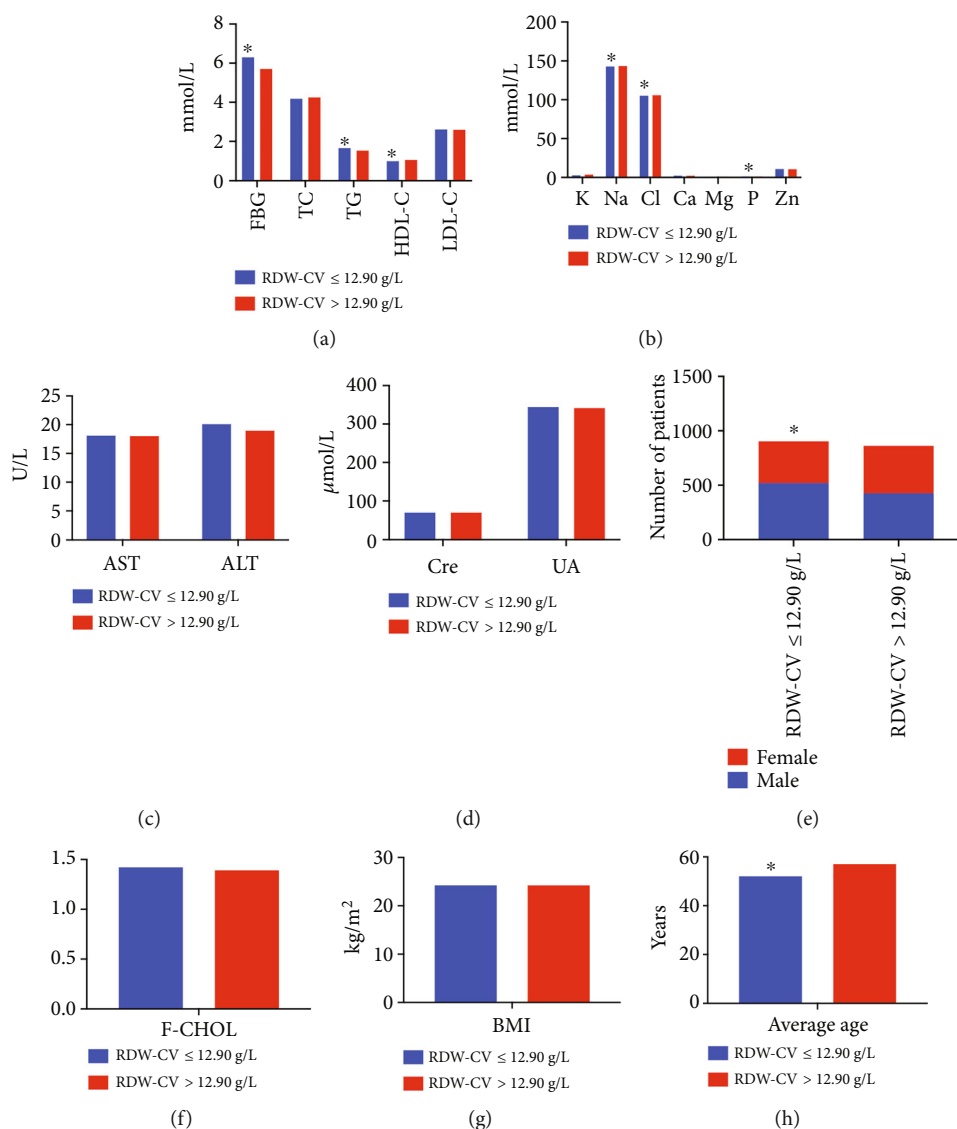 mmol/L
8
6
4
2
0
*
*
*
FBG
TC
TG
HDL-C
LDL-C
RDW-CV ≤ 12.90 g/L
RDW-CV > 12.90 g/L
(a)
mmol/L
200
150
100
50
0
*
*
*
K Na Cl Ca Mg P Zn
RDW-CV ≤ 12.90 g/L
RDW-CV > 12.90 g/L
(b)
U/L
25
20
15
10
5
0
AST ALT
RDW-CV ≤ 12.90 g/L
RDW-CV > 12.90 g/L
(c)
μmol/L
400
300
200
100
0
Cre UA
RDW-CV ≤ 12.90 g/L
RDW-CV > 12.90 g/L
(d)
Number of patients
1500
1000
500
0
*
RDW-CV ≤ 12.90 g/L
RDW-CV > 12.90 g/L
Female
Male
(e)
1.5
1.0
0.5
0.0
F-CHOL
RDW-CV ≤ 12.90 g/L
RDW-CV > 12.90 g/L
(f)
kg/m²
30
20
10
0
BMI
RDW-CV ≤ 12.90 g/L
RDW-CV > 12.90 g/L
(g)
Years
60
40
20
0
*
Average age
RDW-CV ≤ 12.90 g/L
RDW-CV > 12.90 g/L
(h)